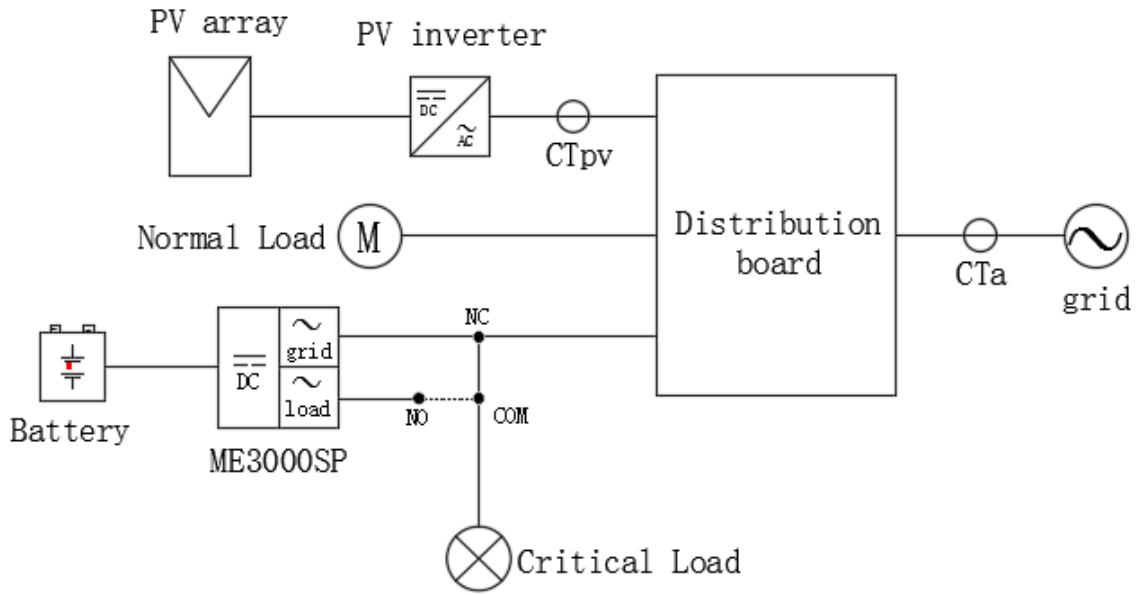 PV array
PV inverter
DC
AC
CTpv
Normal Load
M
Distribution
board
CTa
grid
NC
grid
DC
load
NO
COM
Battery
ME3000SP
Critical Load